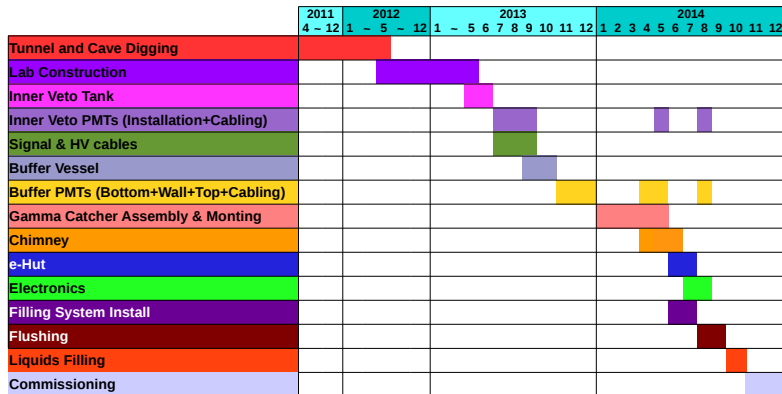 2011 2012 2013 2014
4 ~ 12 1 ~ 5 ~ 12 1 ~ 5 6 7 8 9 10 11 12 1 2 3 4 5 6 7 8 9 10 11 12
Tunnel and Cave Digging
Lab Construction
Inner Veto Tank
Inner Veto PMTs (Installation+Cabling)
Signal & HV cables
Buffer Vessel
Buffer PMTs (Bottom+Wall+Top+Cabling)
Gamma Catcher Assembly & Monting
Chimney
e-Hut
Electronics
Filling System Install
Flushing
Liquids Filling
Commissioning